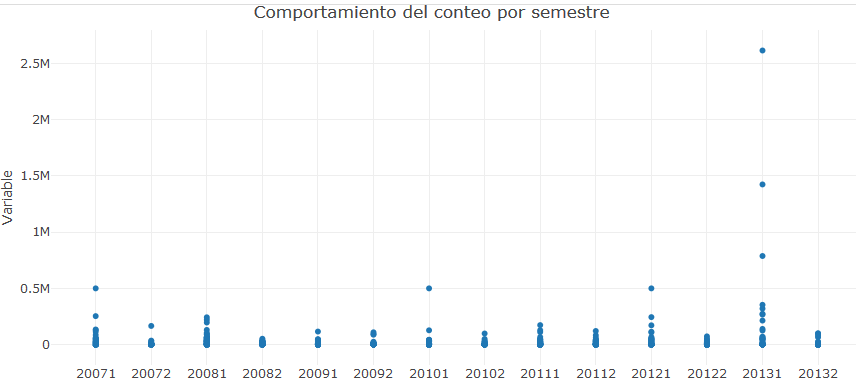 Comportamiento del conteo por semestre
2.5M
2M
1.5M
1M
0.5M
0
Variable
20071 20072 20081 20082 20091 20092 20101 20102 20111 20112 20121 20122 20131 20132